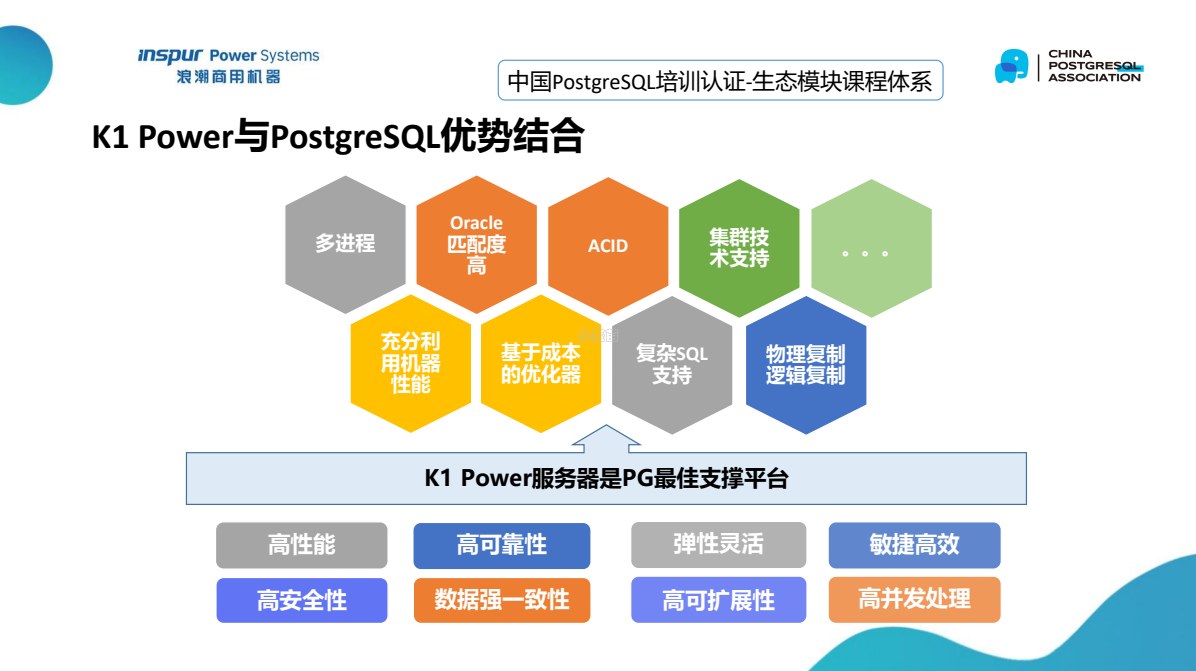 inspur Power Systems
浪潮商用机器
中国PostgreSQL培训认证-生态模块课程体系
CHINA
POSTGRESQL
ASSOCIATION
K1 Power与PostgreSQL优势结合
多进程
Oracle
匹配度
高
ACID
集群技
术支持
。。。
充分利
用机器
性能
基于成本
的优化器
复杂SQL
支持
物理复制
逻辑复制
K1 Power服务器是PG最佳支撑平台
高性能
高可靠性
弹性灵活
敏捷高效
高安全性
数据强一致性
高可扩展性
高并发处理